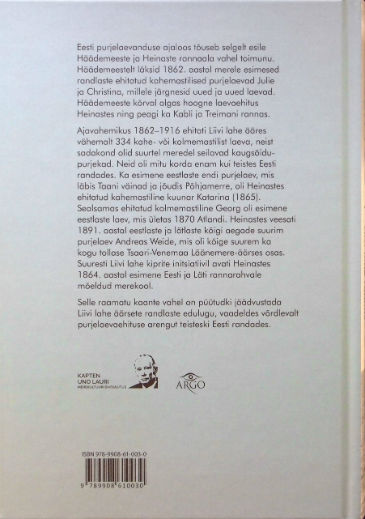 Eesti purjelaevanduse ajaloos tõuseb selgelt esile
Häädemeeste ja Heinaste rannaala vahel toimunu.
Häädemeestelt läksid 1862. aastal merele esimesed
randlaste ehitatud kahemastilised purjelaevad Julie
ja Christina, millele järgnesid uued ja uued laevad.
Häädemeeste kõrval algas hoogne laevaehitus
Heinastes ning peagi ka Kabli ja Treimani rannas.
Ajavahemikus 1862–1916 ehitati Liivi lahe ääres
vähemalt 334 kahe- või kolmemastilist laeva, neist
sadakond olid suurtel meredel seilavad kaugsõidu-
purjekad. Neid oli mitu korda enam kui teistes Eesti
randades. Ka esimene eestlaste endi purjelaev, mis
läbis Taani väinad ja jõudis Põhjamerre, oli Heinastes
ehitatud kahemastiline kuunar Katarina (1865).
Sealsamas ehitatud kolmemastiline Georg oli esimene
eestlaste laev, mis ületas 1870 Atlandi. Heinastes veesati
1891. aastal eestlaste ja lätlaste kõigi aegade suurim
purjelaev Andreas Weide, mis oli kõige suurem ka
kogu tollase Tsaari-Venemaa Läänemere-äärses osas.
Suuresti Liivi lahe kiprite initsiatiivil avati Heinastes
1864. aastal esimene Eesti ja Läti rannarahvale
mõeldud merekool.
Selle raamatu kaante vahel on püütudki jäädvustada
Liivi lahe äärsete randlaste edulugu, vaadeldes võrdlevalt
purjelaevaehituse arengut teisteski Eesti randades.
KAPTEN
UND LAURI
ARGO
ISBN 978-9908-61-003-0
9 789908 610030